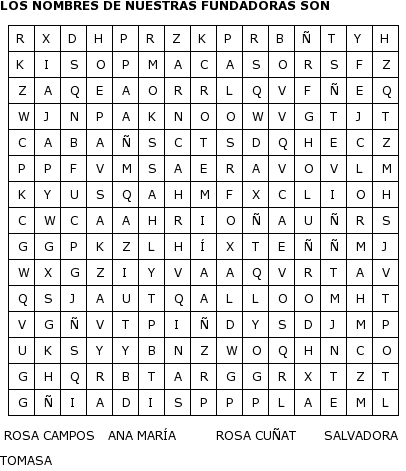 LOS NOMBRES DE NUESTRAS FUNDADORAS SON
R X D H P R Z K P R B Ñ T Y H
K I S O P M A C A S O R S F Z
Z A Q E A O R R L Q V F Ñ E Q
W J N P A K N O O W V G T J T
C A B A Ñ S C T S D Q H E C Z
P P F V M S A E R A V O V L M
K Y U S Q A H M F X C L I O H
C W C A A H R I O Ñ A U Ñ R S
G G P K Z L H Í X T E Ñ Ñ M J
W X G Z I Y V A A Q V R T A V
Q S J A U T Q A L L O O M H T
V G Ñ V T P I Ñ D Y S D J M P
U K S Y Y B N Z W O Q H N C O
G H Q R B T A R G G R X T Z T
G Ñ I A D I S P P P L A E M L
ROSA CAMPOS ANA MARÍA ROSA CUÑAT SALVADORA
TOMASA